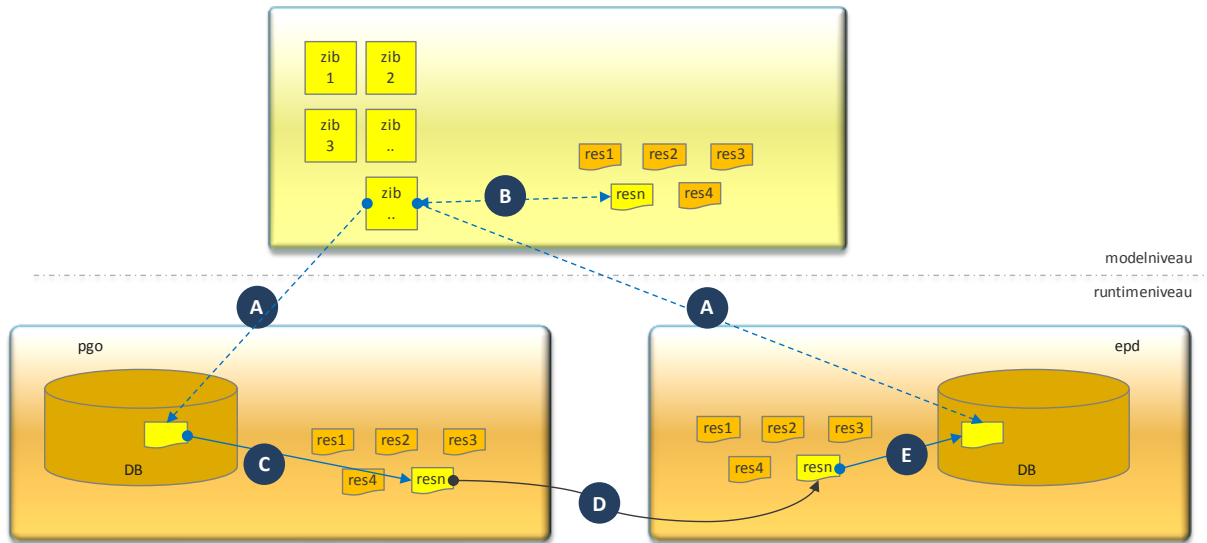 zib
1
zib
2
zib
3
zib
..
res1
res2
res3
zib
..
B
resn
res4
modelniveau
runtimeniveau
A
A
pgo
epd
res1
res2
res3
DB
C
res4
resn
D
res1
res2
res3
res4
resn
E
DB